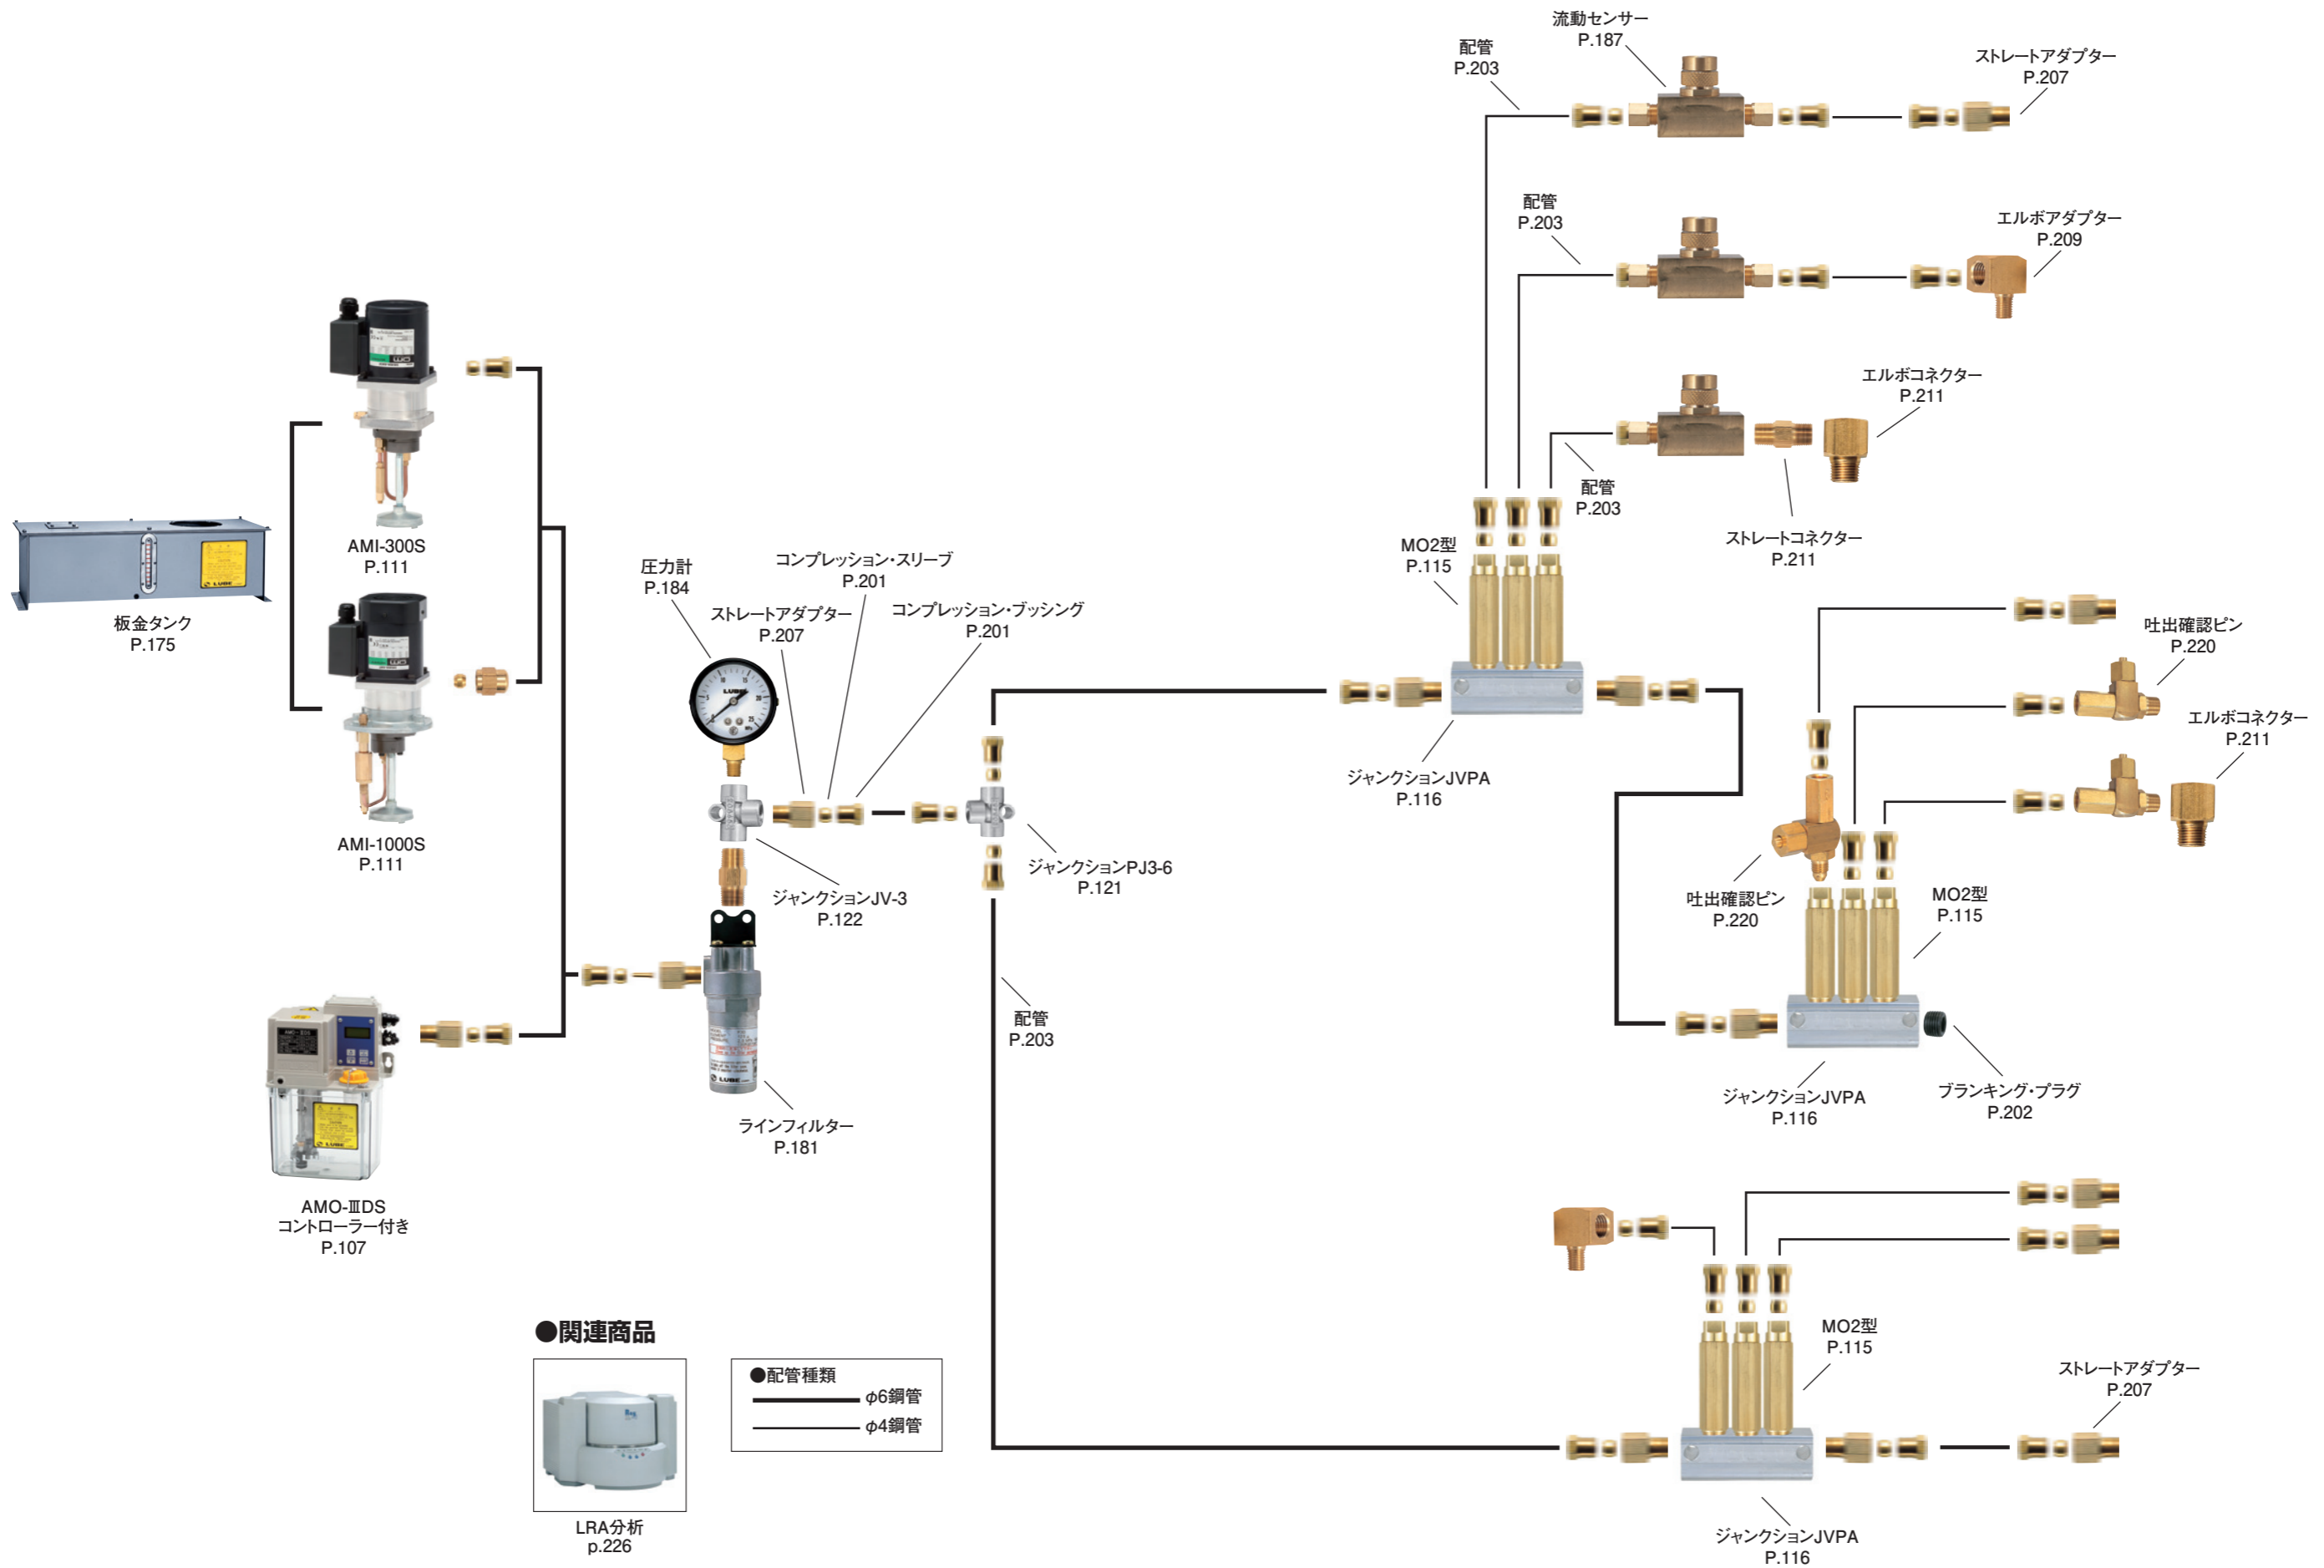 流動センサー
P.187
配管
P.203
ストレートアダプター
P.207
配管
P.203
エルボアダプター
P.209
エルボコネクター
P.211
配管
P.203
ストレートコネクター
P.211
AMI-300S
P.111
板金タンク
P.175
AMI-1000S
P.111
圧力計
P.184
コンプレッション・スリーブ
P.201
ストレートアダプター
P.207
コンプレッション・ブッシング
P.201
LUBE
MO2型
P.115
ジャンクションJVPA
P.116
吐出確認ピン
P.220
エルボコネクター
P.211
ジャンクションJV-3
P.122
ジャンクションPJ3-6
P.121
吐出確認ピン
P.220
MO2型
P.115
配管
P.203
ジャンクションJVPA
P.116
ブランキング・プラグ
P.202
LUBE
ラインフィルター
P.181
AMO-ⅢDS
LUBE
AMO-ⅢDS
コントローラー付き
P.107
●関連商品
LRA分析
p.226
●配管種類
φ6鋼管
φ4鋼管
MO2型
P.115
ストレートアダプター
P.207
ジャンクションJVPA
P.116